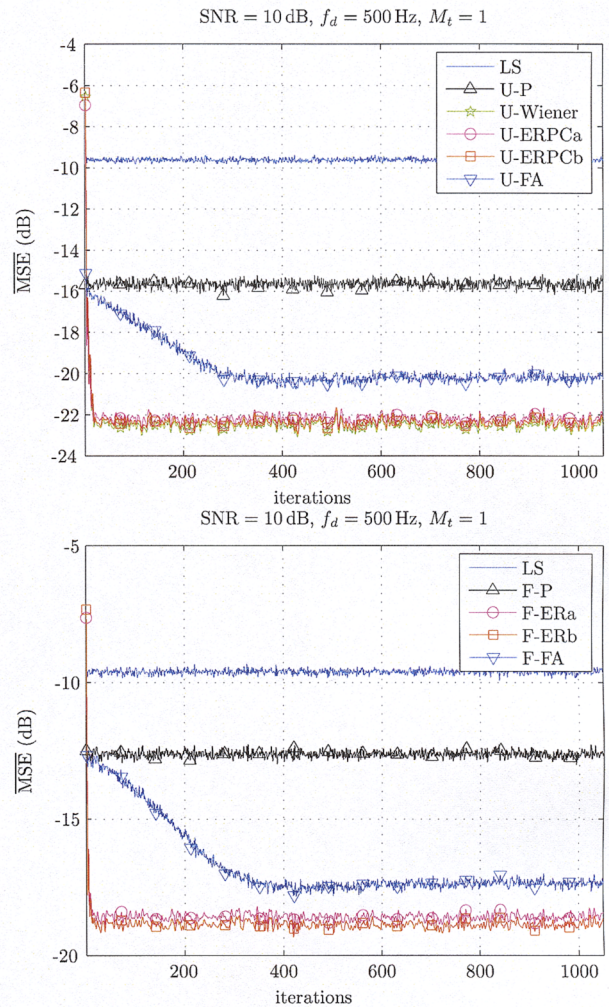 SNR = 10 dB, f_d = 500 Hz, M_t = 1
-4
-6
-8
-10
-12
-14
-16
-18
-20
-22
-24
MSE (dB)
LS
U-P
U-Wiener
U-ERPCa
U-ERPCb
U-FA
200
400
600
800
1000
iterations
SNR = 10 dB, f_d = 500 Hz, M_t = 1
-5
-10
-15
-20
MSE (dB)
LS
F-P
F-ERa
F-ERb
F-FA
200
400
600
800
1000
iterations